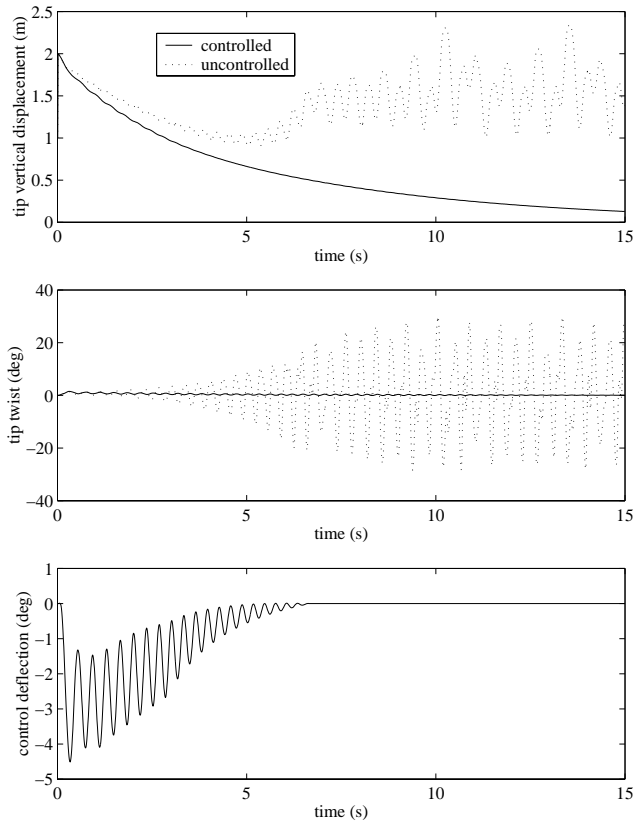 2.5
2
1.5
1
0.5
0
tip vertical displacement (m)
controlled
uncontrolled
0 5 10 15
time (s)
40
20
0
−20
−40
tip twist (deg)
0 5 10 15
time (s)
1
0
−1
−2
−3
−4
−5
control deflection (deg)
0 5 10 15
time (s)